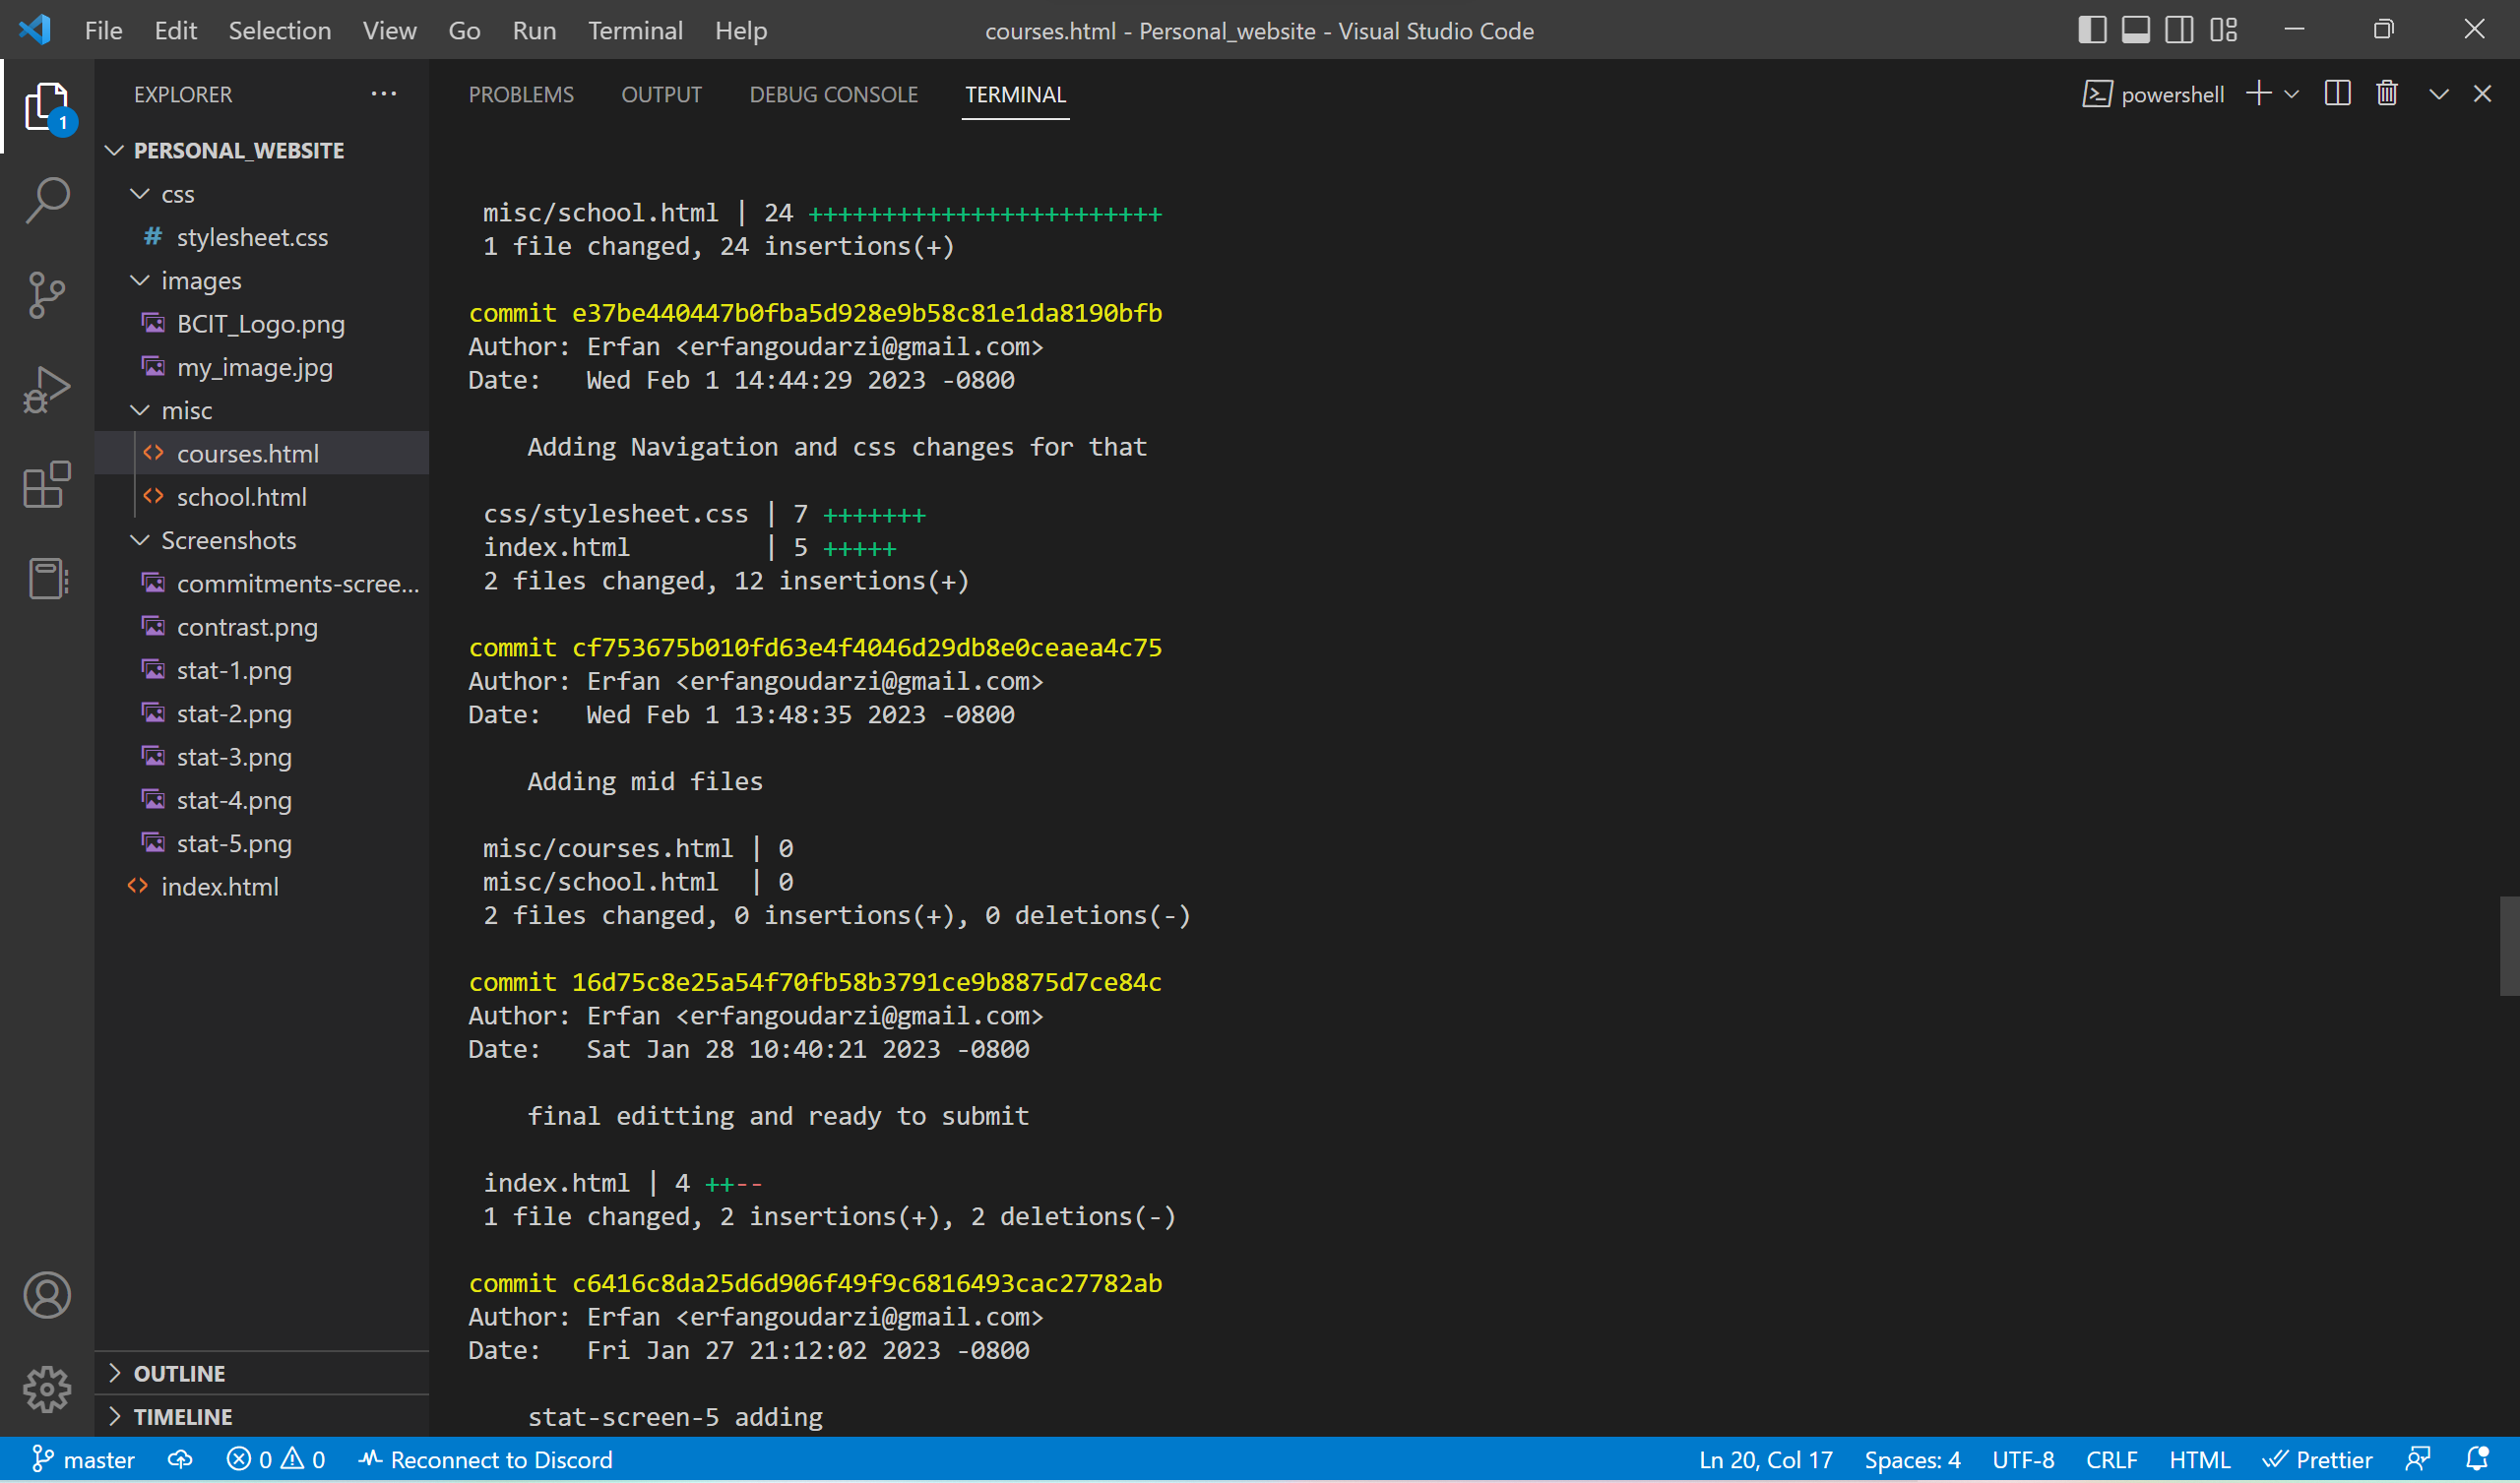 File Edit Selection View Go Run Terminal Help
courses.html - Personal_website - Visual Studio Code
EXPLORER
1
PERSONAL_WEBSITE
css
# stylesheet.css
images
BCIT_Logo.png
my_image.jpg
misc
<> courses.html
<> school.html
Screenshots
commitments-scree...
contrast.png
stat-1.png
stat-2.png
stat-3.png
stat-4.png
stat-5.png
<> index.html
OUTLINE
TIMELINE
PROBLEMS OUTPUT DEBUG CONSOLE TERMINAL
powershell
misc/school.html | 24 ++++++++++++++++++++++++
1 file changed, 24 insertions(+)
commit e37be440447b0fba5d928e9b58c81e1da8190bfb
Author: Erfan <erfangoudarzi@gmail.com>
Date:   Wed Feb 1 14:44:29 2023 -0800
Adding Navigation and css changes for that
css/stylesheet.css | 7 +++++++
index.html         | 5 +++++
2 files changed, 12 insertions(+)
commit cf753675b010fd63e4f4046d29db8e0ceaea4c75
Author: Erfan <erfangoudarzi@gmail.com>
Date:   Wed Feb 1 13:48:35 2023 -0800
Adding mid files
misc/courses.html | 0
misc/school.html  | 0
2 files changed, 0 insertions(+), 0 deletions(-)
commit 16d75c8e25a54f70fb58b3791ce9b8875d7ce84c
Author: Erfan <erfangoudarzi@gmail.com>
Date:   Sat Jan 28 10:40:21 2023 -0800
final editting and ready to submit
index.html | 4 ++--
1 file changed, 2 insertions(+), 2 deletions(-)
commit c6416c8da25d6d906f49f9c6816493cac27782ab
Author: Erfan <erfangoudarzi@gmail.com>
Date:   Fri Jan 27 21:12:02 2023 -0800
stat-screen-5 adding
master 0 0 Reconnect to Discord
Ln 20, Col 17 Spaces: 4 UTF-8 CRLF HTML Prettier